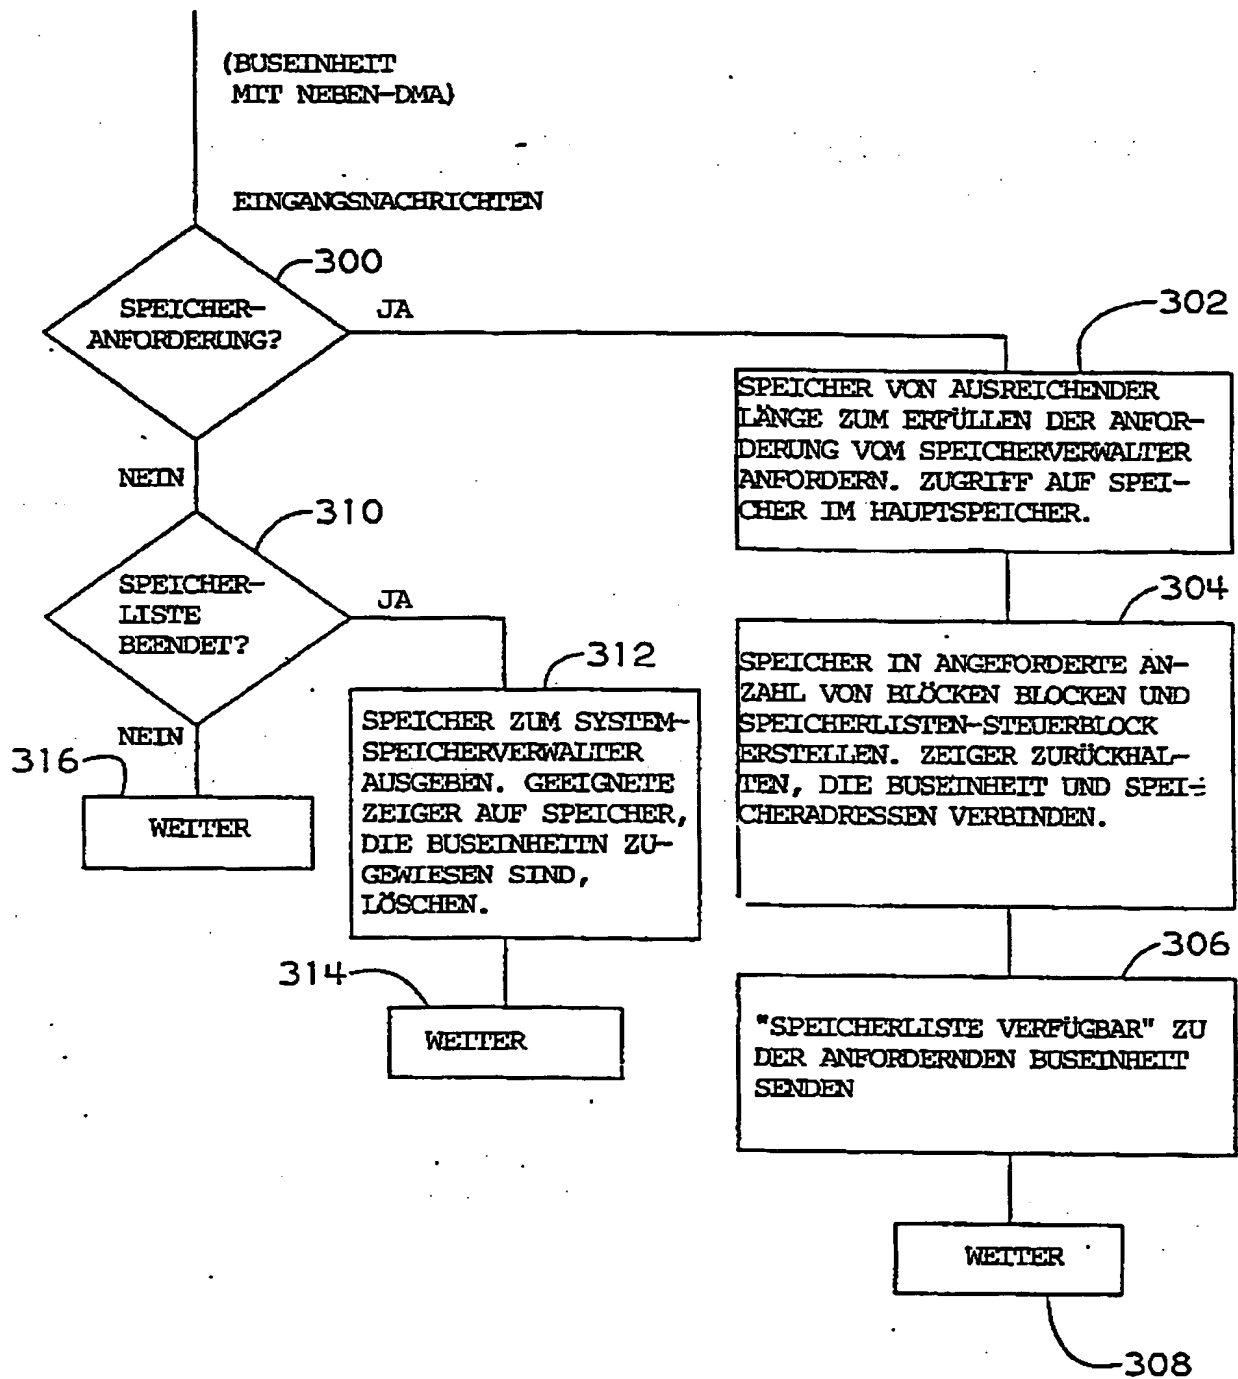 (BUSEINHEIT
MIT NEBEN-DMA)
EINGANGSNACHRICHTEN
300
SPEICHER-
ANFORDERUNG?
JA
302
SPEICHER VON AUSREICHENDER
LÄNGE ZUM ERFÜLLEN DER ANFOR-
DERUNG VOM SPEICHERVERWALTER
ANFORDERN. ZUGRIFF AUF SPEI-
CHER IM HAUPTSPEICHER.
NEIN
310
SPEICHER-
LISTE
BEENDET?
JA
304
SPEICHER IN ANGEFORDERTE AN-
ZAHL VON BLÖCKEN BLOCKEN UND
SPEICHERLISTEN-STEUERBLOCK
ERSTELLEN. ZEIGER ZURÜCKHAL-
TEN, DIE BUSEINHEIT UND SPEI-
CHERADRESSEN VERBINDEN.
312
SPEICHER ZUM SYSTEM-
SPEICHERVERWALTER
AUSGEBEN. GEEIGNETE
ZEIGER AUF SPEICHER,
DIE BUSEINHEITN ZU-
GEWIESEN SIND,
LÖSCHEN.
NEIN
316
WEITER
314
WEITER
306
"SPEICHERLISTE VERFÜGBAR" ZU
DER ANFORDERNDEN BUSEINHEIT
SENDEN
WEITER
308